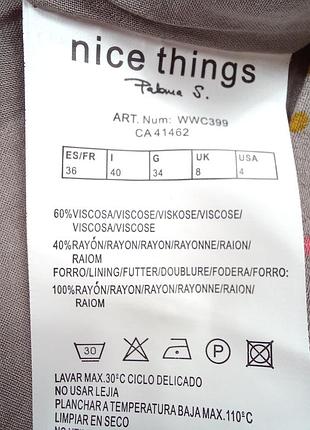 nice things
Paloma S.
ART. Num: WWC399
CA 41462
ES/FR I G UK USA
36 40 34 8 4
60%VISCOSA/VISCOSE/VISKOSE/VISCOSE/
VISCOSA/VISCOSE
40%RAYÓN/RAYON/RAYON/RAYONNE/RAION/
RAIOM
FORRO/LINING/FUTTER/DOUBLURE/FODERA/FORRO:
100%RAYÓN/RAYON/RAYON/RAYONNE/RAION/
RAIOM
30 P
LAVAR MAX.30°C CICLO DELICADO
NO USAR LEJIA
PLANCHAR A TEMPERATURA BAJA MAX.110°C
LIMPIAR EN SECO